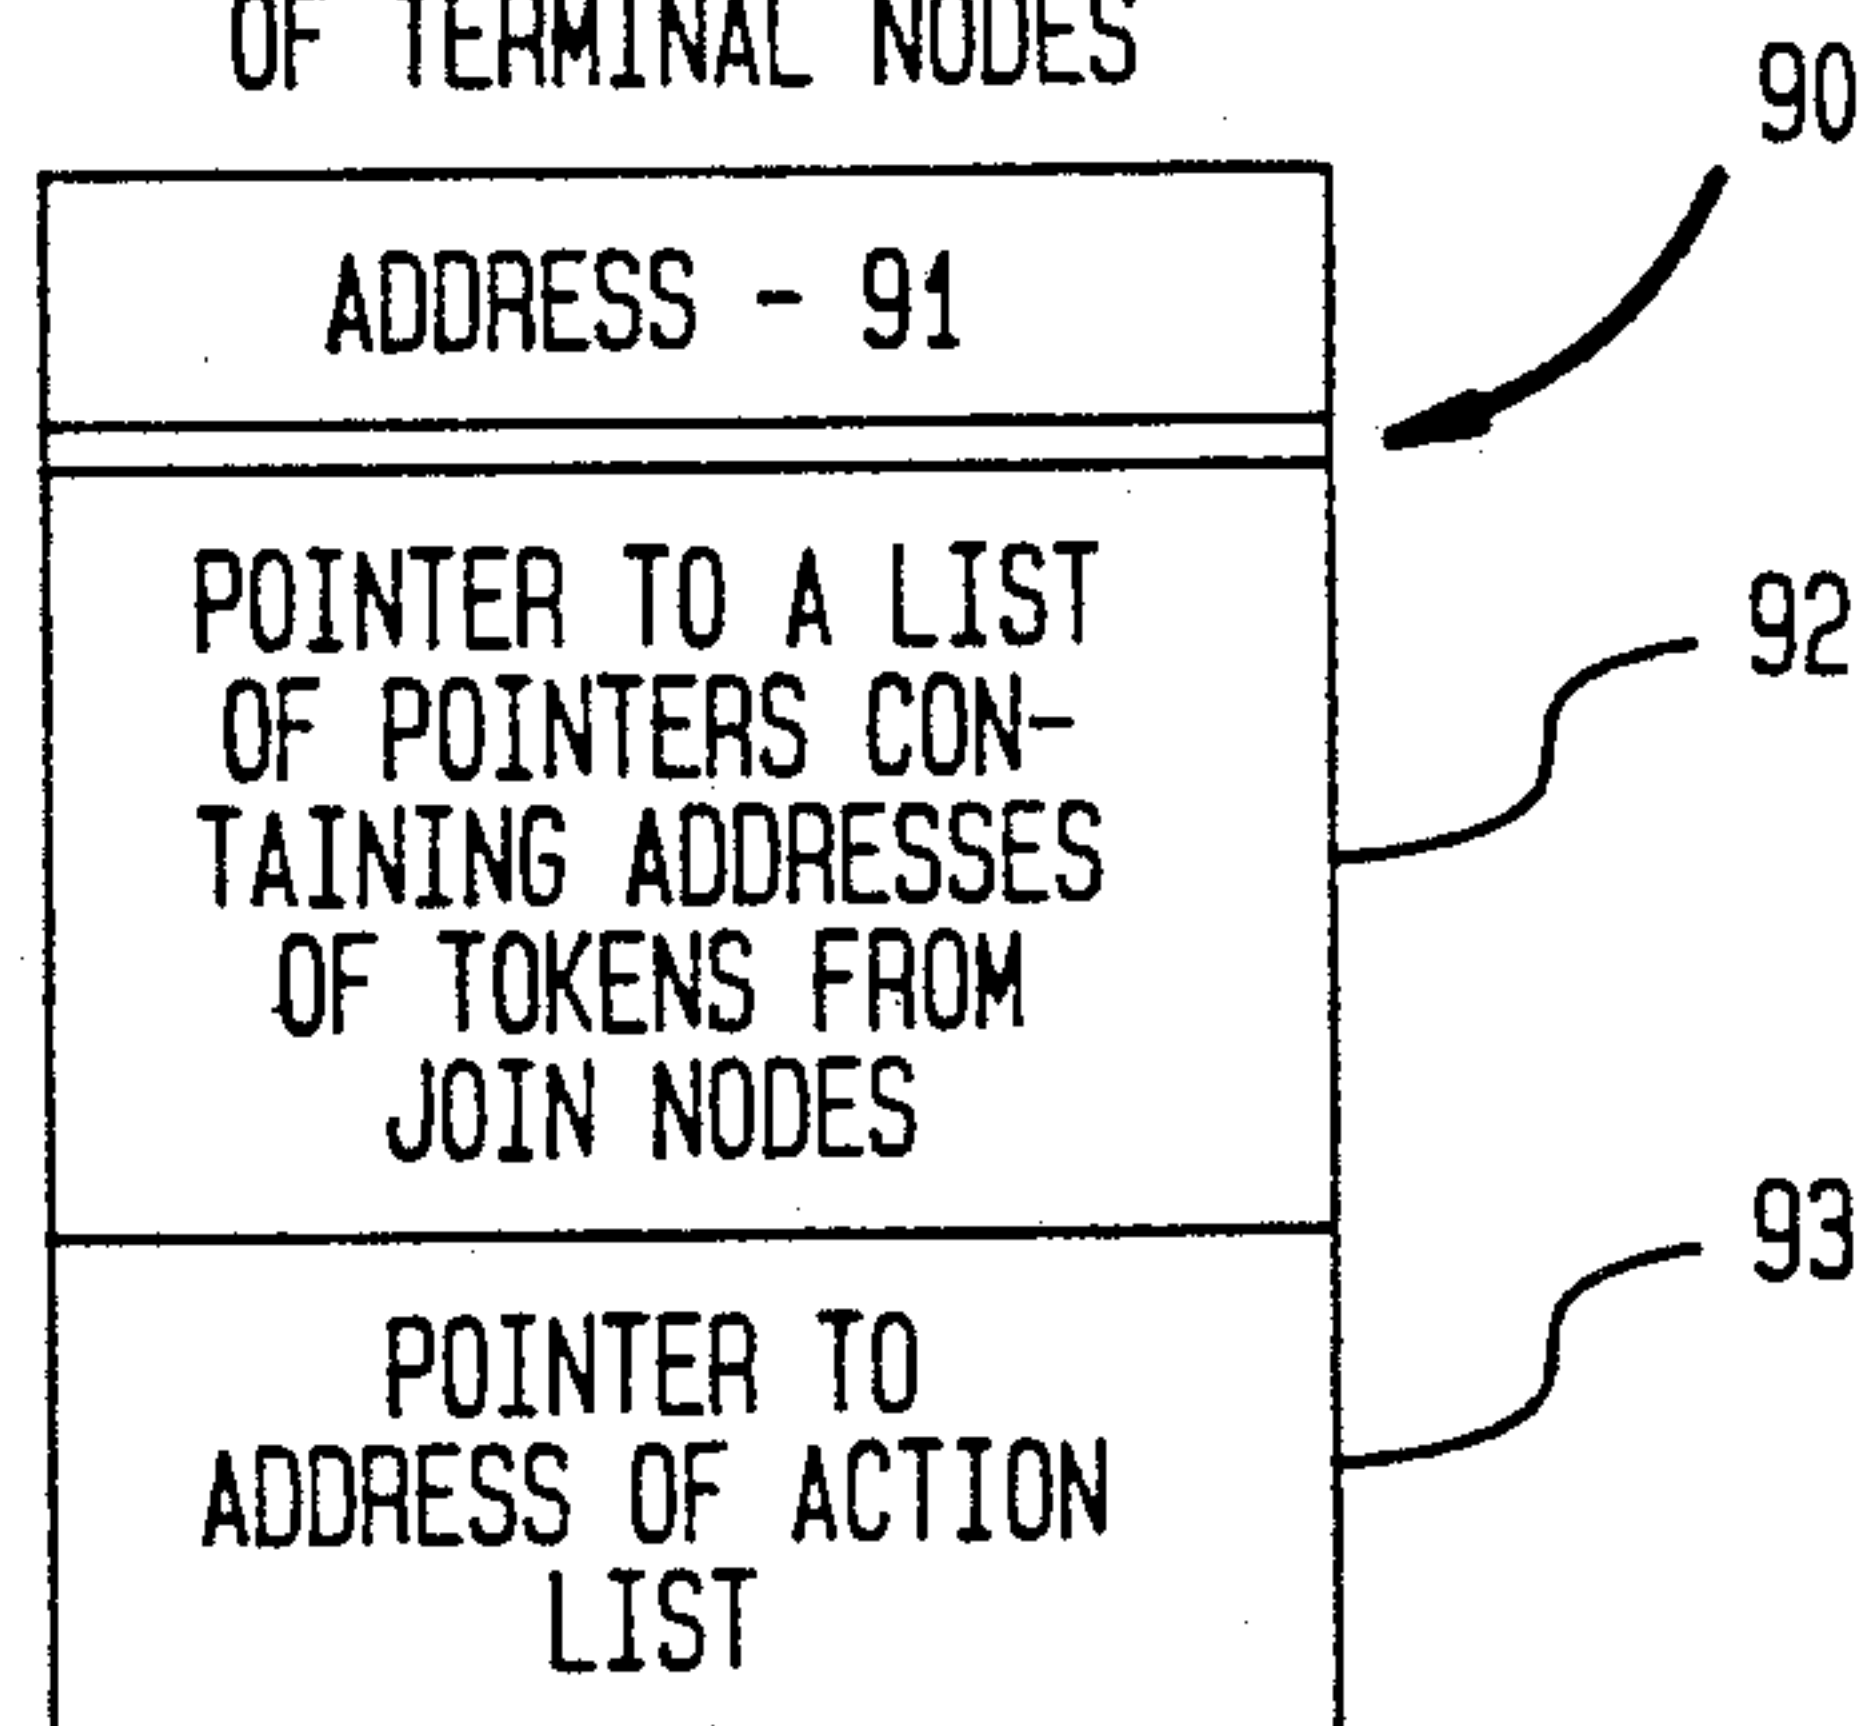 OF TERMINAL NODES
90
ADDRESS - 91
POINTER TO A LIST
OF POINTERS CON-
TAINING ADDRESSES
OF TOKENS FROM
JOIN NODES
92
POINTER TO
ADDRESS OF ACTION
LIST
93